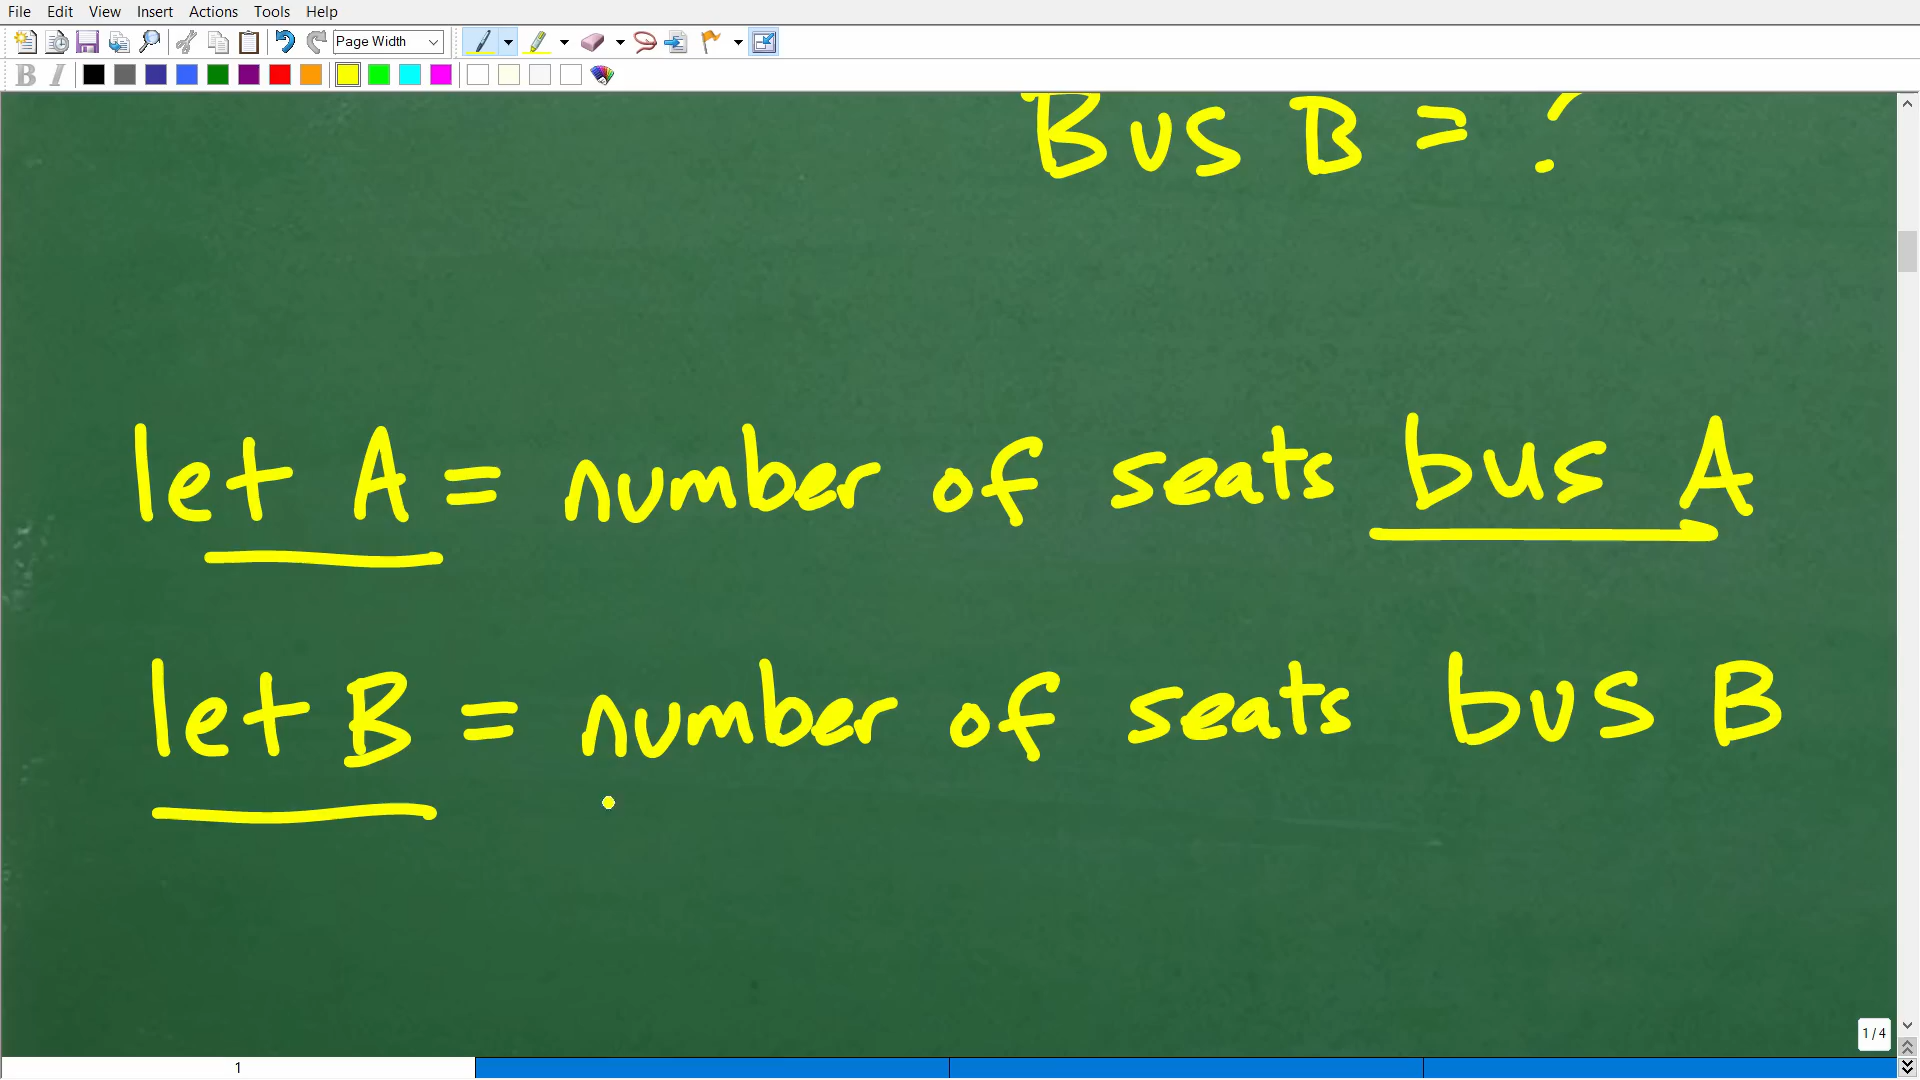 File Edit View Insert Actions Tools Help
Page Width
B I
Bus B = ?
let A = number of seats bus A
let B = number of seats bus B
1 / 4
1